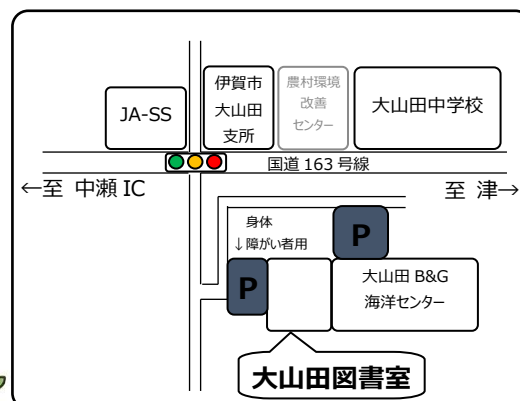 JA-SS
伊賀市
大山田
支所
農村環境
改善
センター
大山田中学校
国道 163 号線
←至 中瀬 IC
至 津→
身体
↓障がい者用
P
P
大山田 B&G
海洋センター
大山田図書室